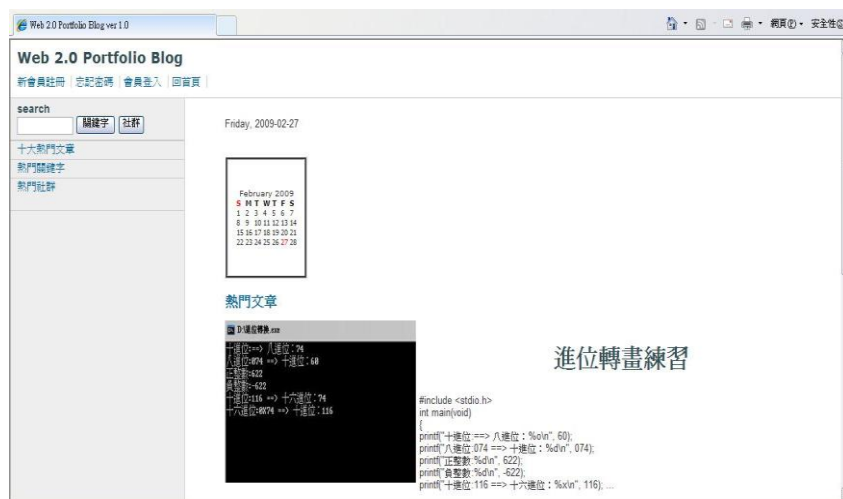 Web 2.0 Portfolio Blog ver 1.0
網頁(P) 安全性(S
Web 2.0 Portfolio Blog
新會員註冊 | 忘記密碼 | 會員登入 | 回首頁 |
search
關鍵字 社群
十大熱門文章
熱門關鍵字
熱門社群
Friday, 2009-02-27
February 2009
S M T W T F S
1 2 3 4 5 6 7
8 9 10 11 12 13 14
15 16 17 18 19 20 21
22 23 24 25 26 27 28
熱門文章
D:\進位轉換.exe
十進位:==> 八進位：74
八進位:074 ==> 十進位：60
正整數:622
負整數:-622
十進位:116 ==> 十六進位：74
十六進位:0X74 ==> 十進位：116
進位轉畫練習
#include <stdio.h>
int main(void)
{
printf("十進位:==> 八進位：%o\n", 60);
printf("八進位:074 ==> 十進位：%d\n", 074);
printf("正整數:%d\n", 622);
printf("負整數:%d\n", -622);
printf("十進位:116 ==> 十六進位：%x\n", 116); ...